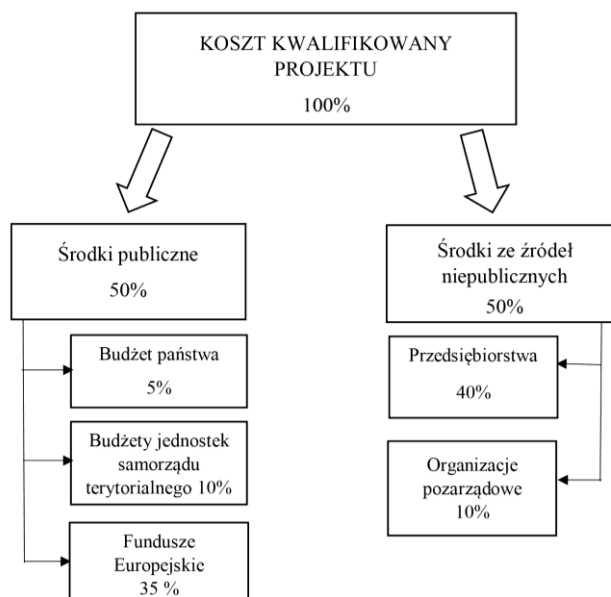 KOSZT KWALIFIKOWANY
PROJEKTU
100%
Środki publiczne
50%
Budżet państwa
5%
Budżety jednostek
samorządu
terytorialnego 10%
Fundusze
Europejskie
35 %
Środki ze źródeł
niepublicznych
50%
Przedsiębiorstwa
40%
Organizacje
pozarządowe
10%